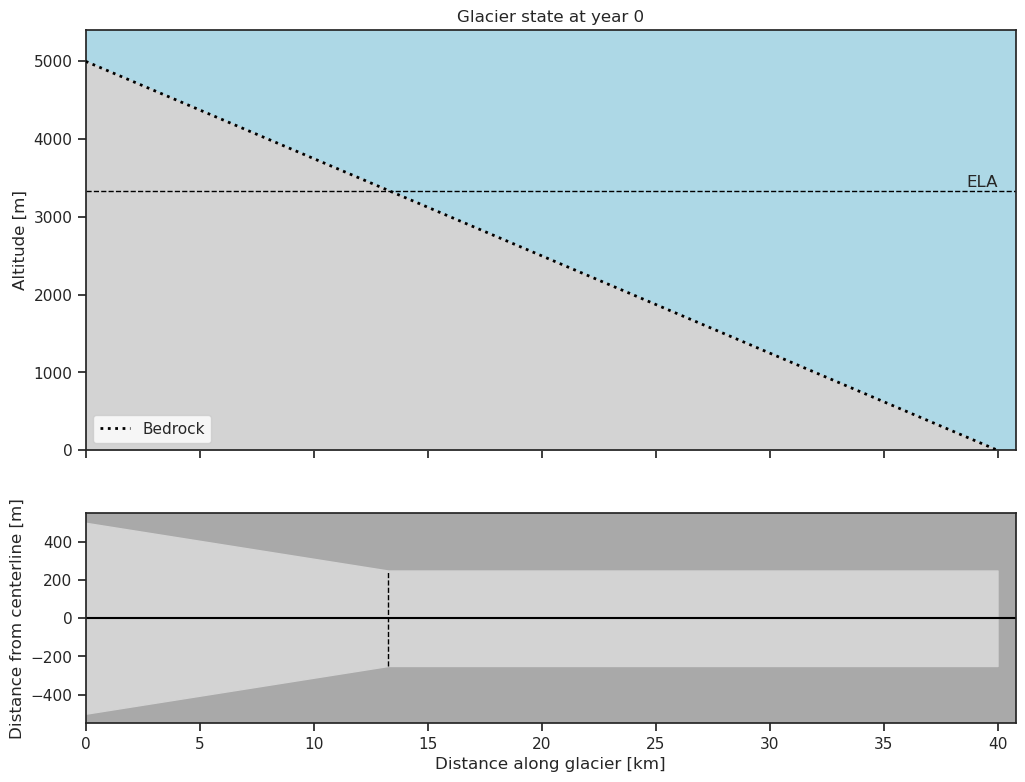 Glacier state at year 0
5000
4000
3000
2000
1000
0
Altitude [m]
ELA
Bedrock
400
200
0
−200
−400
Distance from centerline [m]
0 5 10 15 20 25 30 35 40
Distance along glacier [km]